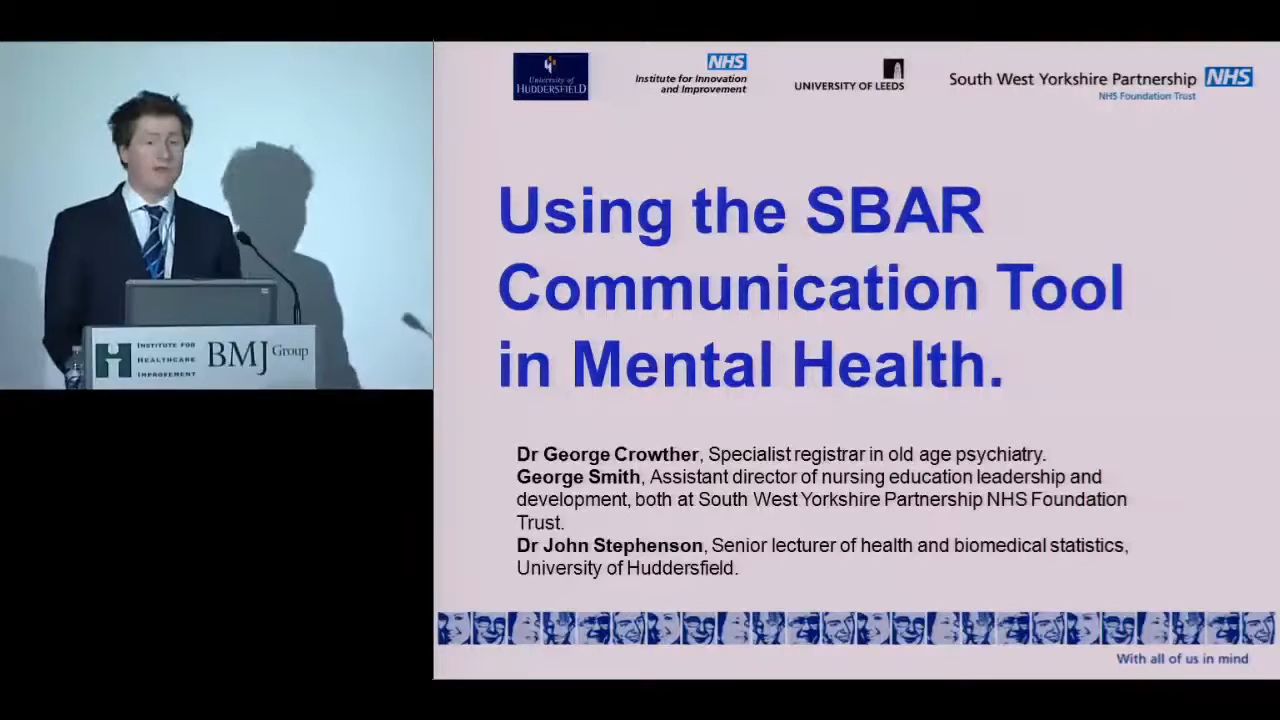 University of
HUDDERSFIELD
NHS
Institute for Innovation
and Improvement
UNIVERSITY OF LEEDS
South West Yorkshire Partnership NHS
NHS Foundation Trust
Using the SBAR
Communication Tool
in Mental Health.
Dr George Crowther, Specialist registrar in old age psychiatry.
George Smith, Assistant director of nursing education leadership and
development, both at South West Yorkshire Partnership NHS Foundation
Trust.
Dr John Stephenson, Senior lecturer of health and biomedical statistics,
University of Huddersfield.
With all of us in mind
INSTITUTE FOR
HEALTHCARE
IMPROVEMENT
BMJ Group